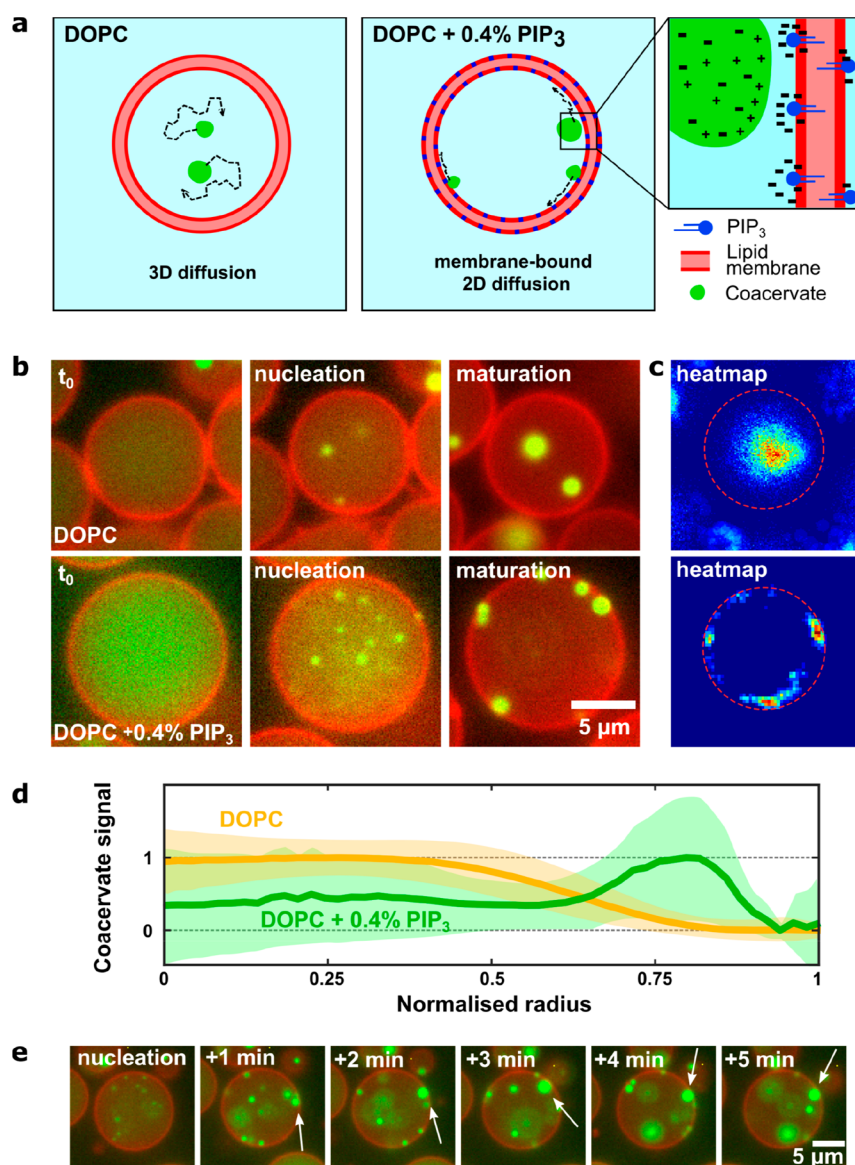 a
DOPC
3D diffusion
DOPC + 0.4% PIP₃
membrane-bound
2D diffusion
PIP₃
Lipid
membrane
Coacervate
b
t₀
nucleation
maturation
DOPC
t₀
nucleation
maturation
DOPC +0.4% PIP₃
5 µm
c
heatmap
heatmap
d
Coacervate signal
1
0
DOPC
DOPC + 0.4% PIP₃
0
0.25
0.5
0.75
1
Normalised radius
e
nucleation
+1 min
+2 min
+3 min
+4 min
+5 min
5 µm